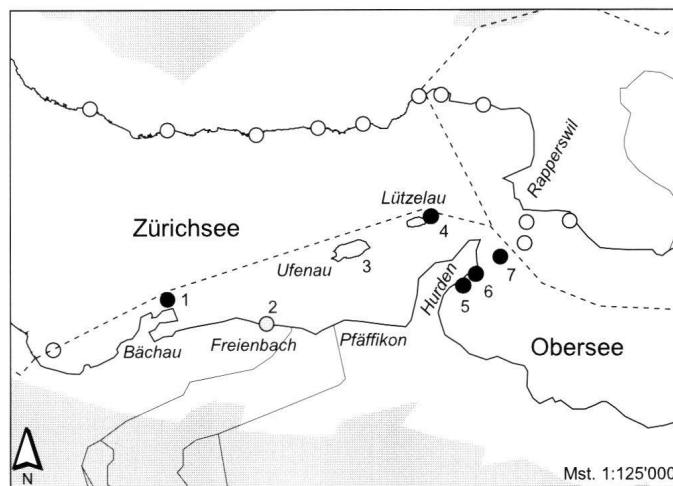 Rapperswil
Lützelau
4
Zürichsee
Ufenau
3
7
Hurden
6
5
1
2
Bächau
Freienbach
Pfäffikon
Obersee
N
Mst. 1:125'000